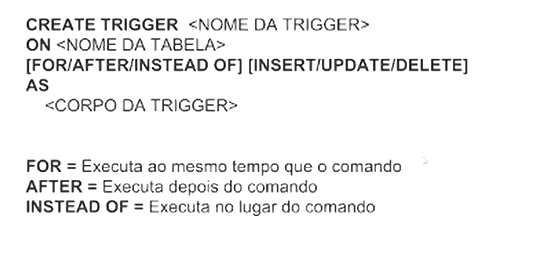 CREATE TRIGGER <NOME DA TRIGGER>
ON <NOME DA TABELA>
[FOR/AFTER/INSTEAD OF] [INSERT/UPDATE/DELETE]
AS
<CORPO DA TRIGGER>
FOR = Executa ao mesmo tempo que o comando
AFTER = Executa depois do comando
INSTEAD OF = Executa no lugar do comando